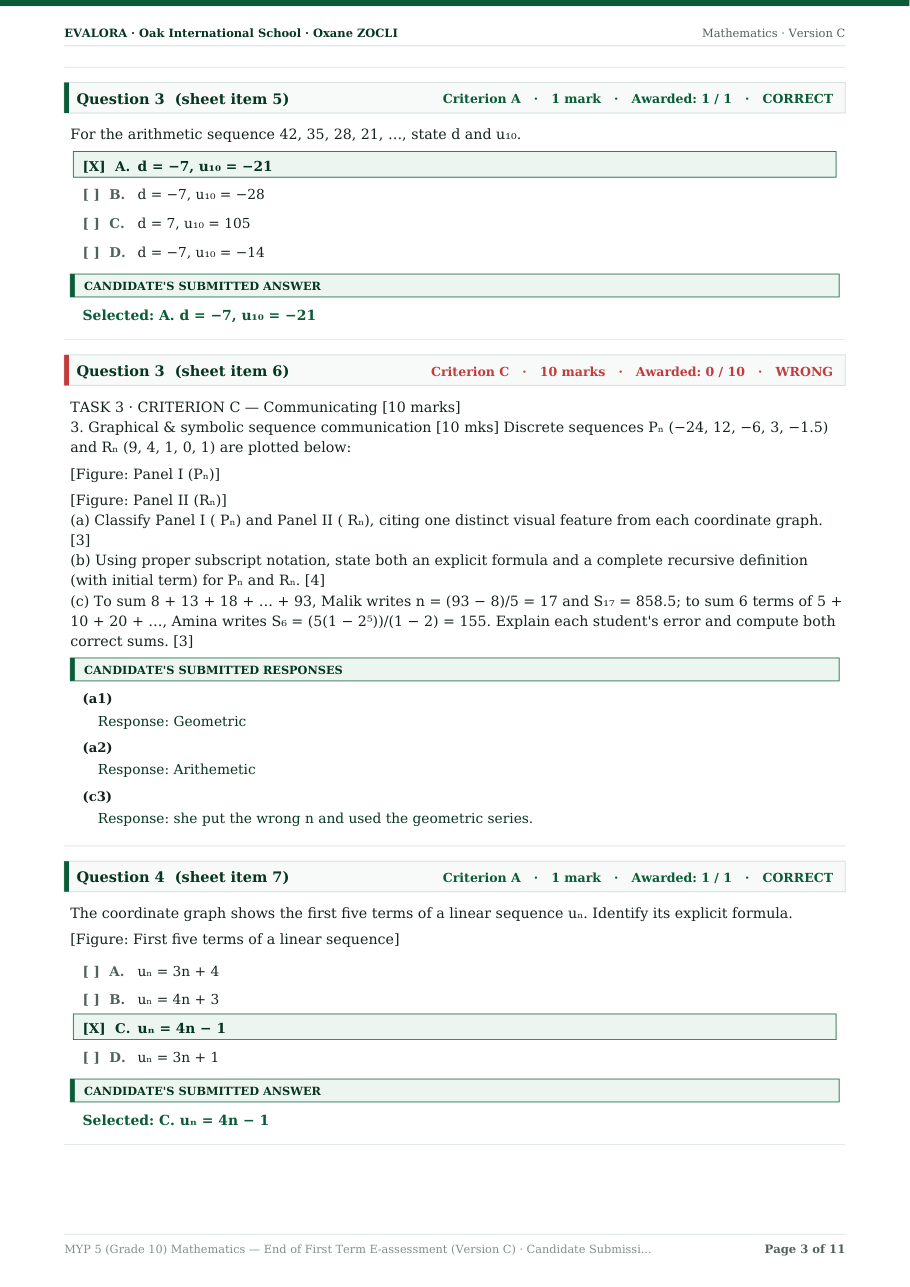 EVALORA · Oak International School · Oxane ZOCLI
Mathematics · Version C
Question 3 (sheet item 5)
Criterion A · 1 mark · Awarded: 1 / 1 · CORRECT
For the arithmetic sequence 42, 35, 28, 21, ..., state d and u₁₀.
[X] A. d = −7, u₁₀ = −21
[ ] B. d = −7, u₁₀ = −28
[ ] C. d = 7, u₁₀ = 105
[ ] D. d = −7, u₁₀ = −14
CANDIDATE'S SUBMITTED ANSWER
Selected: A. d = −7, u₁₀ = −21
Question 3 (sheet item 6)
Criterion C · 10 marks · Awarded: 0 / 10 · WRONG
TASK 3 · CRITERION C — Communicating [10 marks]
3. Graphical & symbolic sequence communication [10 mks] Discrete sequences Pₙ (−24, 12, −6, 3, −1.5)
and Rₙ (9, 4, 1, 0, 1) are plotted below:
[Figure: Panel I (Pₙ)]
[Figure: Panel II (Rₙ)]
(a) Classify Panel I ( Pₙ) and Panel II ( Rₙ), citing one distinct visual feature from each coordinate graph.
[3]
(b) Using proper subscript notation, state both an explicit formula and a complete recursive definition
(with initial term) for Pₙ and Rₙ. [4]
(c) To sum 8 + 13 + 18 + ... + 93, Malik writes n = (93 − 8)/5 = 17 and S₁₇ = 858.5; to sum 6 terms of 5 +
10 + 20 + ..., Amina writes S₆ = (5(1 − 2⁵))/(1 − 2) = 155. Explain each student's error and compute both
correct sums. [3]
CANDIDATE'S SUBMITTED RESPONSES
(a1)
Response: Geometric
(a2)
Response: Arithemetic
(c3)
Response: she put the wrong n and used the geometric series.
Question 4 (sheet item 7)
Criterion A · 1 mark · Awarded: 1 / 1 · CORRECT
The coordinate graph shows the first five terms of a linear sequence uₙ. Identify its explicit formula.
[Figure: First five terms of a linear sequence]
[ ] A. uₙ = 3n + 4
[ ] B. uₙ = 4n + 3
[X] C. uₙ = 4n − 1
[ ] D. uₙ = 3n + 1
CANDIDATE'S SUBMITTED ANSWER
Selected: C. uₙ = 4n − 1
MYP 5 (Grade 10) Mathematics — End of First Term E-assessment (Version C) · Candidate Submissi...
Page 3 of 11